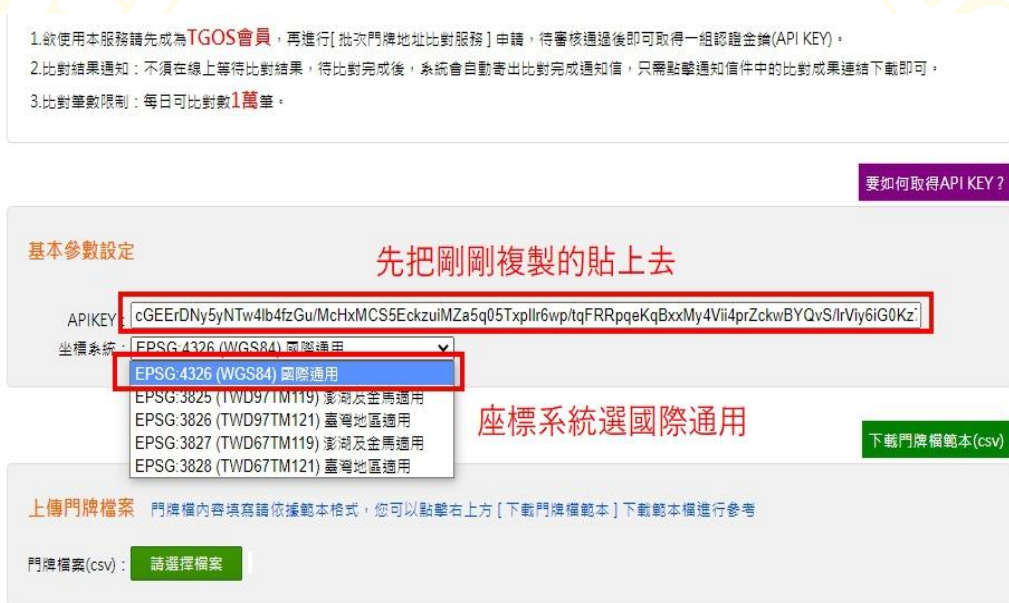 1.欲使用本服務請先成為TGOS會員，再進行[ 批次門牌地址比對服務 ] 申請，待審核通過後即可取得一組認證金鑰(API KEY)。
2.比對結果通知：不須在線上等待比對結果，待比對完成後，系統會自動寄出比對完成通知信，只需點擊通知信件中的比對成果連結下載即可。
3.比對筆數限制：每日可比對數1萬筆。
要如何取得API KEY？
基本參數設定
先把剛剛複製的貼上去
APIKEY： cGEErDNy5yNTw4lb4fzGu/McHxMCS5EckzuiMZa5q05TxpIlr6wp/tqFRRpqeKqBxxMy4Vii4prZckwBYQvS/IrViy6iG0Kz
坐標系統： EPSG:4326 (WGS84) 國際通用
EPSG:4326 (WGS84) 國際通用
EPSG:3825 (TWD97TM119) 澎湖及金馬適用
EPSG:3826 (TWD97TM121) 臺灣地區適用
EPSG:3827 (TWD67TM119) 澎湖及金馬適用
EPSG:3828 (TWD67TM121) 臺灣地區適用
座標系統選國際通用
下載門牌檔範本(csv)
上傳門牌檔案 門牌檔內容填寫請依據範本格式，您可以點擊右上方 [ 下載門牌檔範本 ] 下載範本檔進行參考
門牌檔案(csv)： 請選擇檔案